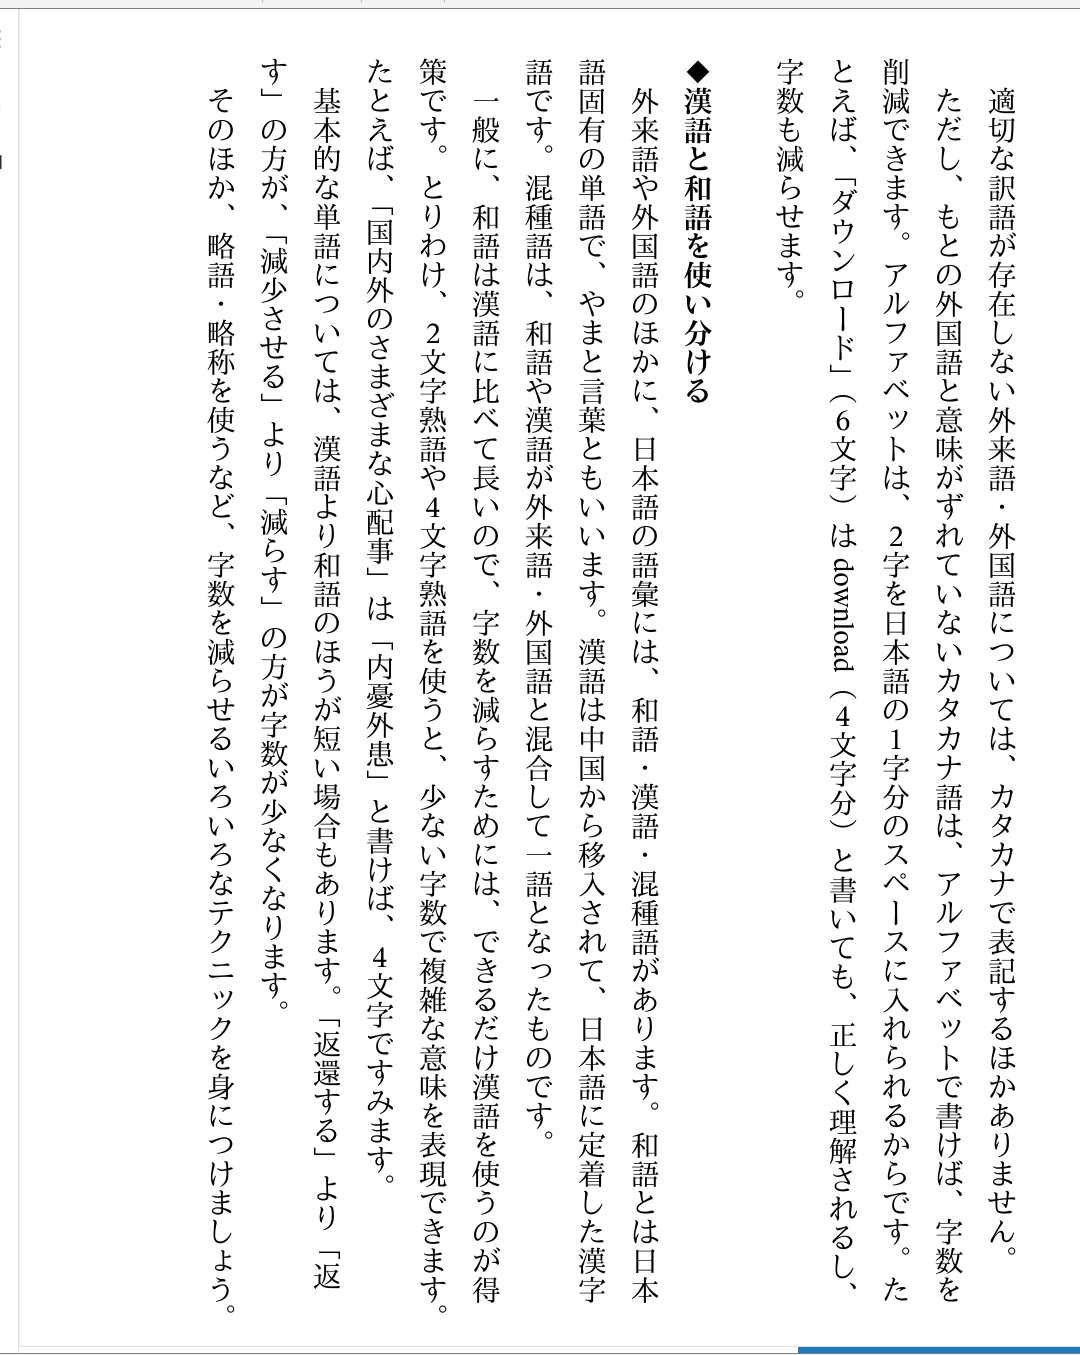 適切な訳語が存在しない外来語・外国語については、カタカナで表記するほかありません。
ただし、もとの外国語と意味がずれていないカタカナ語は、アルファベットで書けば、字数を
削減できます。アルファベットは、2字を日本語の1字分のスペースに入れられるからです。た
とえば、「ダウンロード」（6文字）は download（4文字分）と書いても、正しく理解されるし、
字数も減らせます。
◆漢語と和語を使い分ける
外来語や外国語のほかに、日本語の語彙には、和語・漢語・混種語があります。和語とは日本
語固有の単語で、やまと言葉ともいいます。漢語は中国から移入されて、日本語に定着した漢字
語です。混種語は、和語や漢語が外来語・外国語と混合して一語となったものです。
一般に、和語は漢語に比べて長いので、字数を減らすためには、できるだけ漢語を使うのが得
策です。とりわけ、2文字熟語や4文字熟語を使うと、少ない字数で複雑な意味を表現できます。
たとえば、「国内外のさまざまな心配事」は「内憂外患」と書けば、4文字ですみます。
基本的な単語については、漢語より和語のほうが短い場合もあります。「返還する」より「返
す」の方が、「減少させる」より「減らす」の方が字数が少なくなります。
そのほか、略語・略称を使うなど、字数を減らせるいろいろなテクニックを身につけましょう。